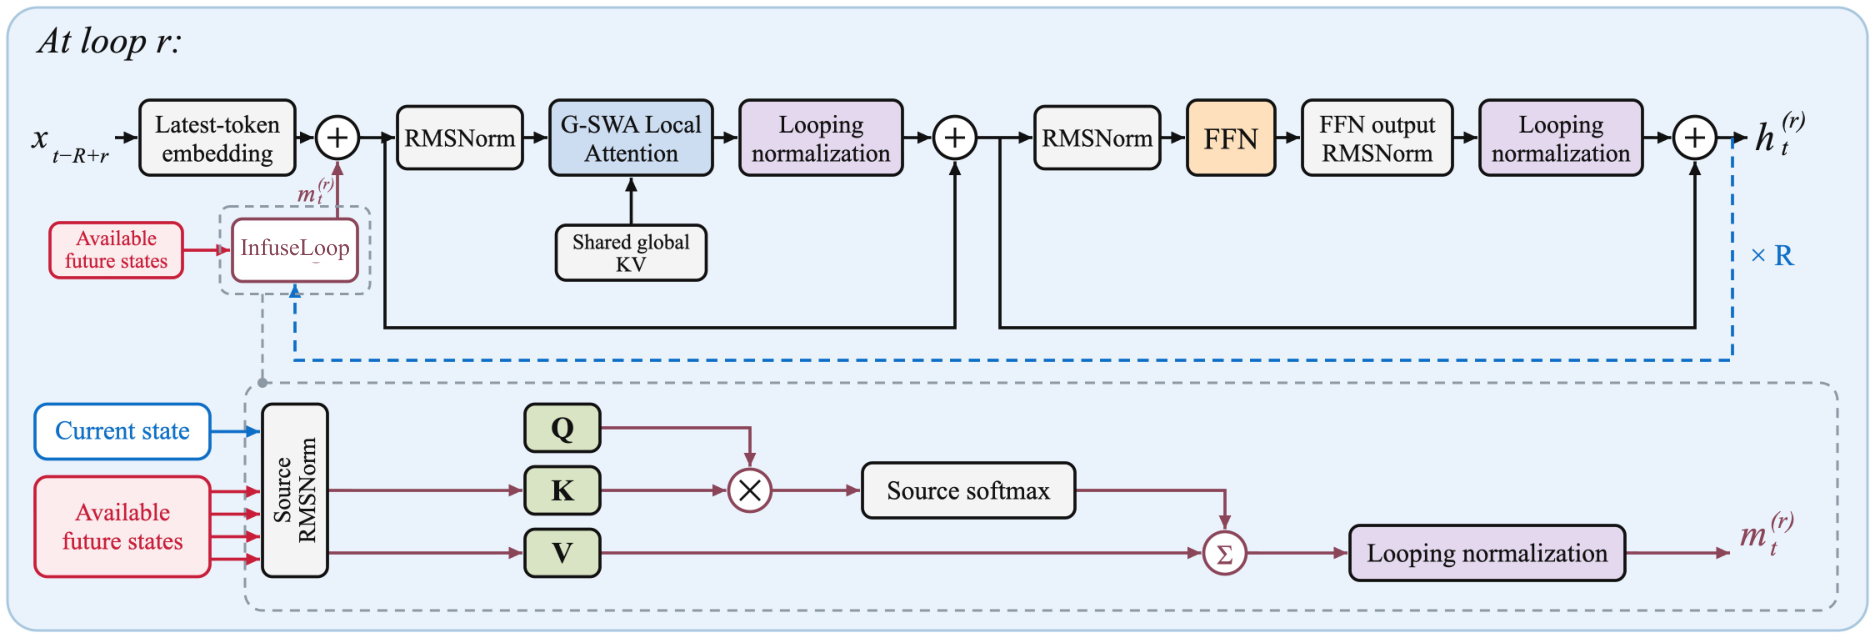 At loop r:
x t−R+r
Latest-token
embedding
+
RMSNorm
G-SWA Local
Attention
Looping
normalization
+
RMSNorm
FFN
FFN output
RMSNorm
Looping
normalization
+
h t (r)
m t (r)
Available
future states
InfuseLoop
Shared global
KV
× R
Current state
Available
future states
Source
RMSNorm
Q
K
V
×
Source softmax
Σ
Looping normalization
m t (r)